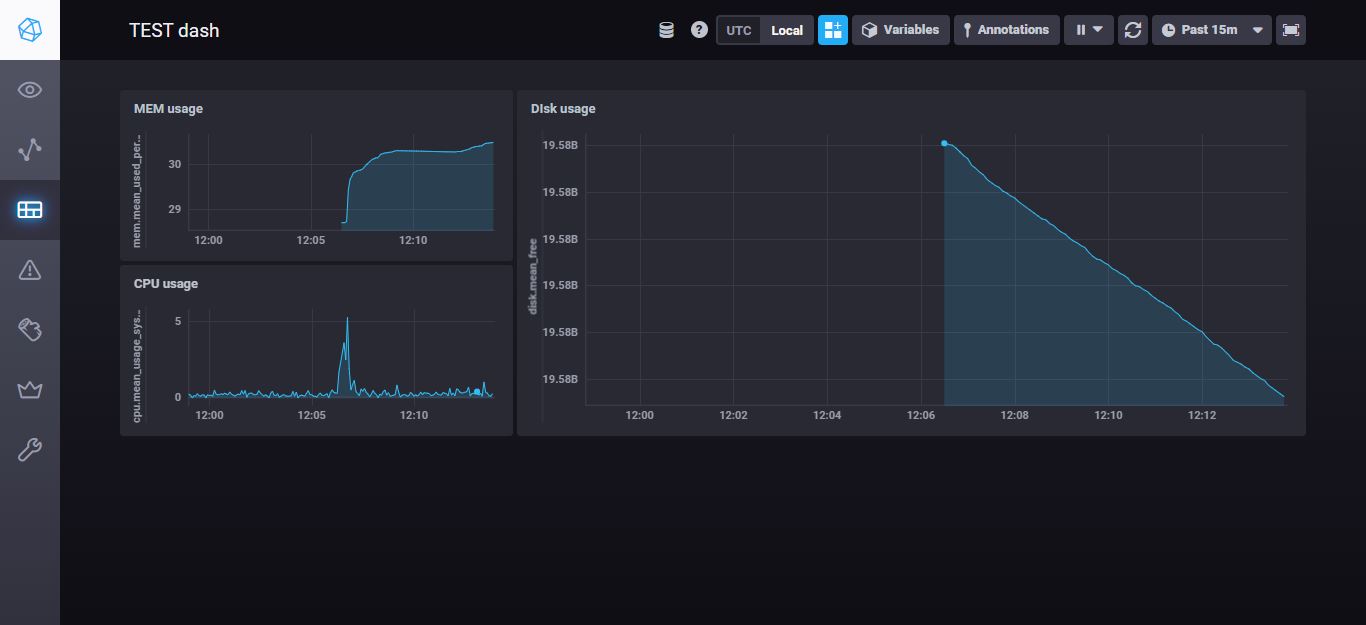 TEST dash
? UTC Local Variables Annotations Past 15m
MEM usage
mem.mean_used_per...
30
29
12:00 12:05 12:10
CPU usage
cpu.mean_usage_sys...
5
0
12:00 12:05 12:10
DIsk usage
disk.mean_free
19.58B
19.58B
19.58B
19.58B
19.58B
19.58B
12:00 12:02 12:04 12:06 12:08 12:10 12:12